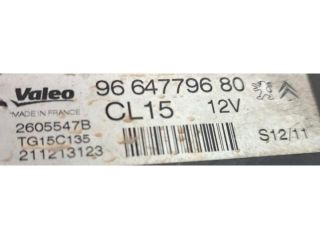 Valeo
MADE IN FRANCE
96 647796 80
CL15 12V
2605547B
TG15C135
211213123
S12/11